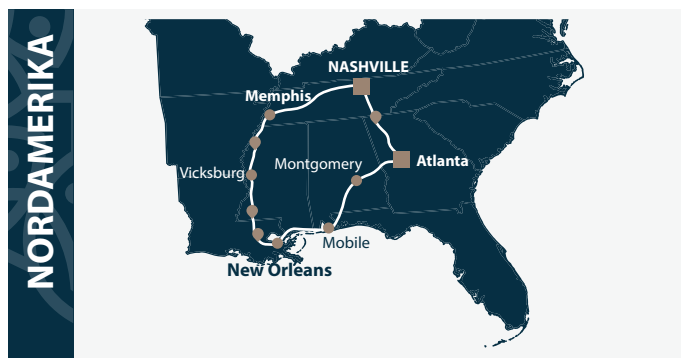 NORDAMERIKA
NASHVILLE
Memphis
Montgomery
Atlanta
Vicksburg
Mobile
New Orleans